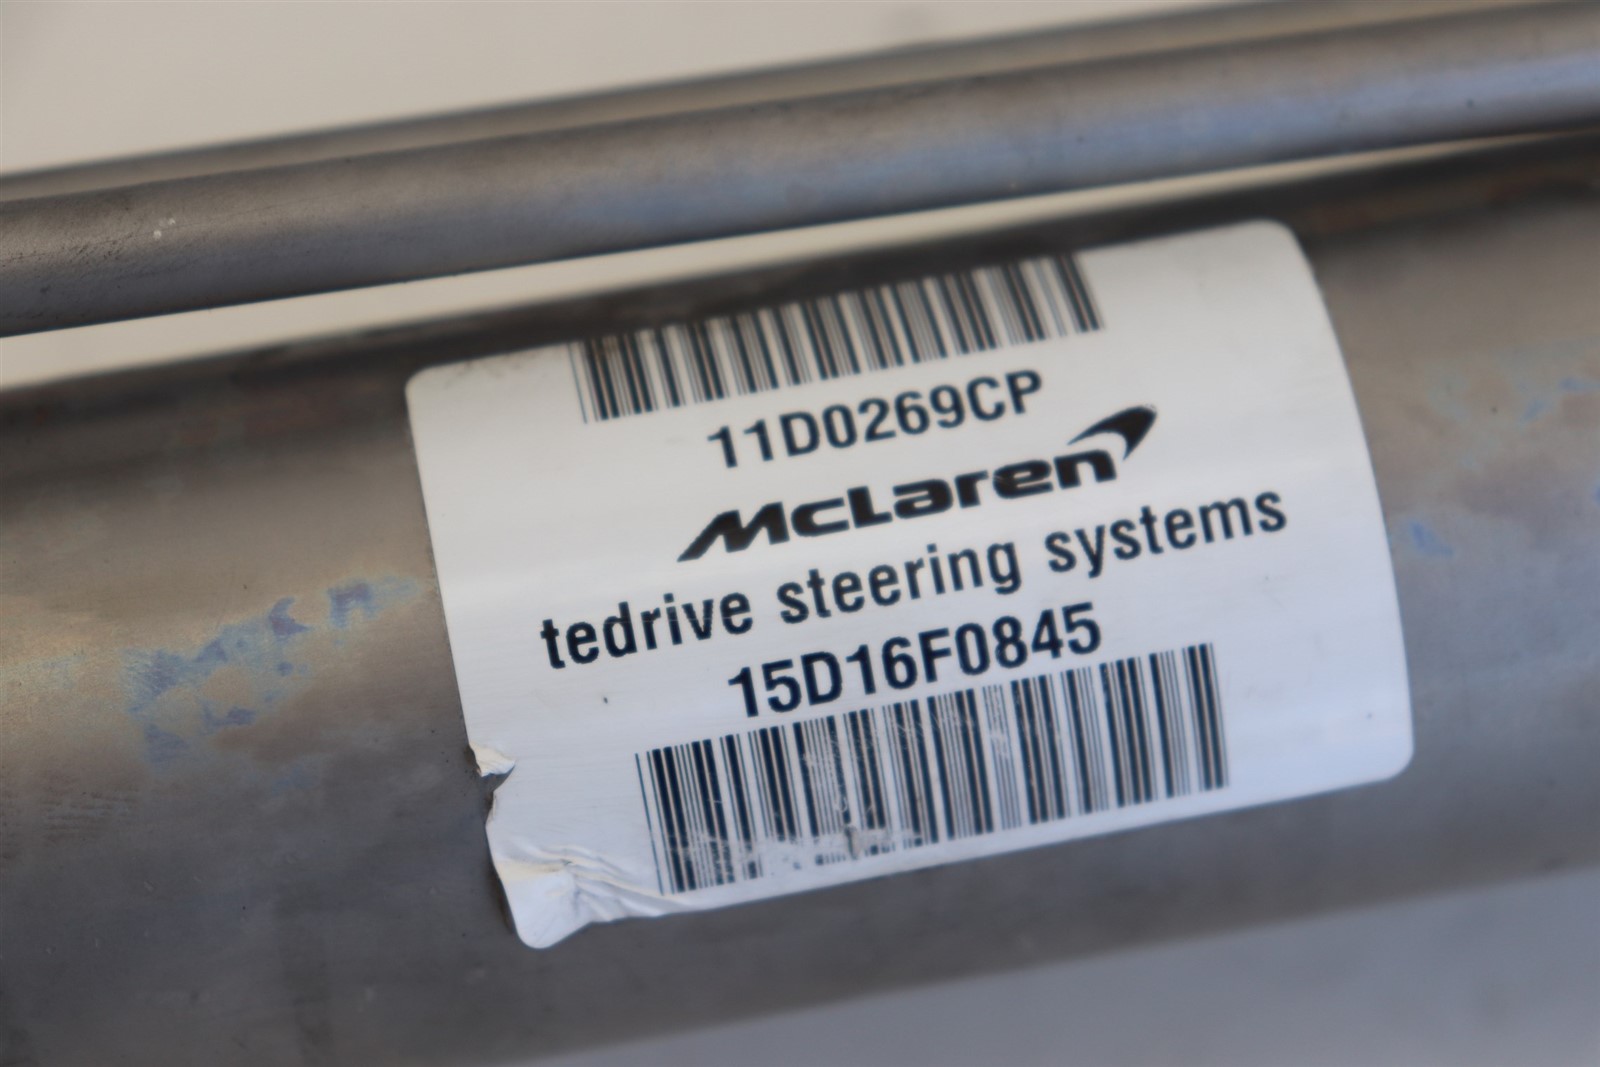 11D0269CP
McLaren
tedrive steering systems
15D16F0845